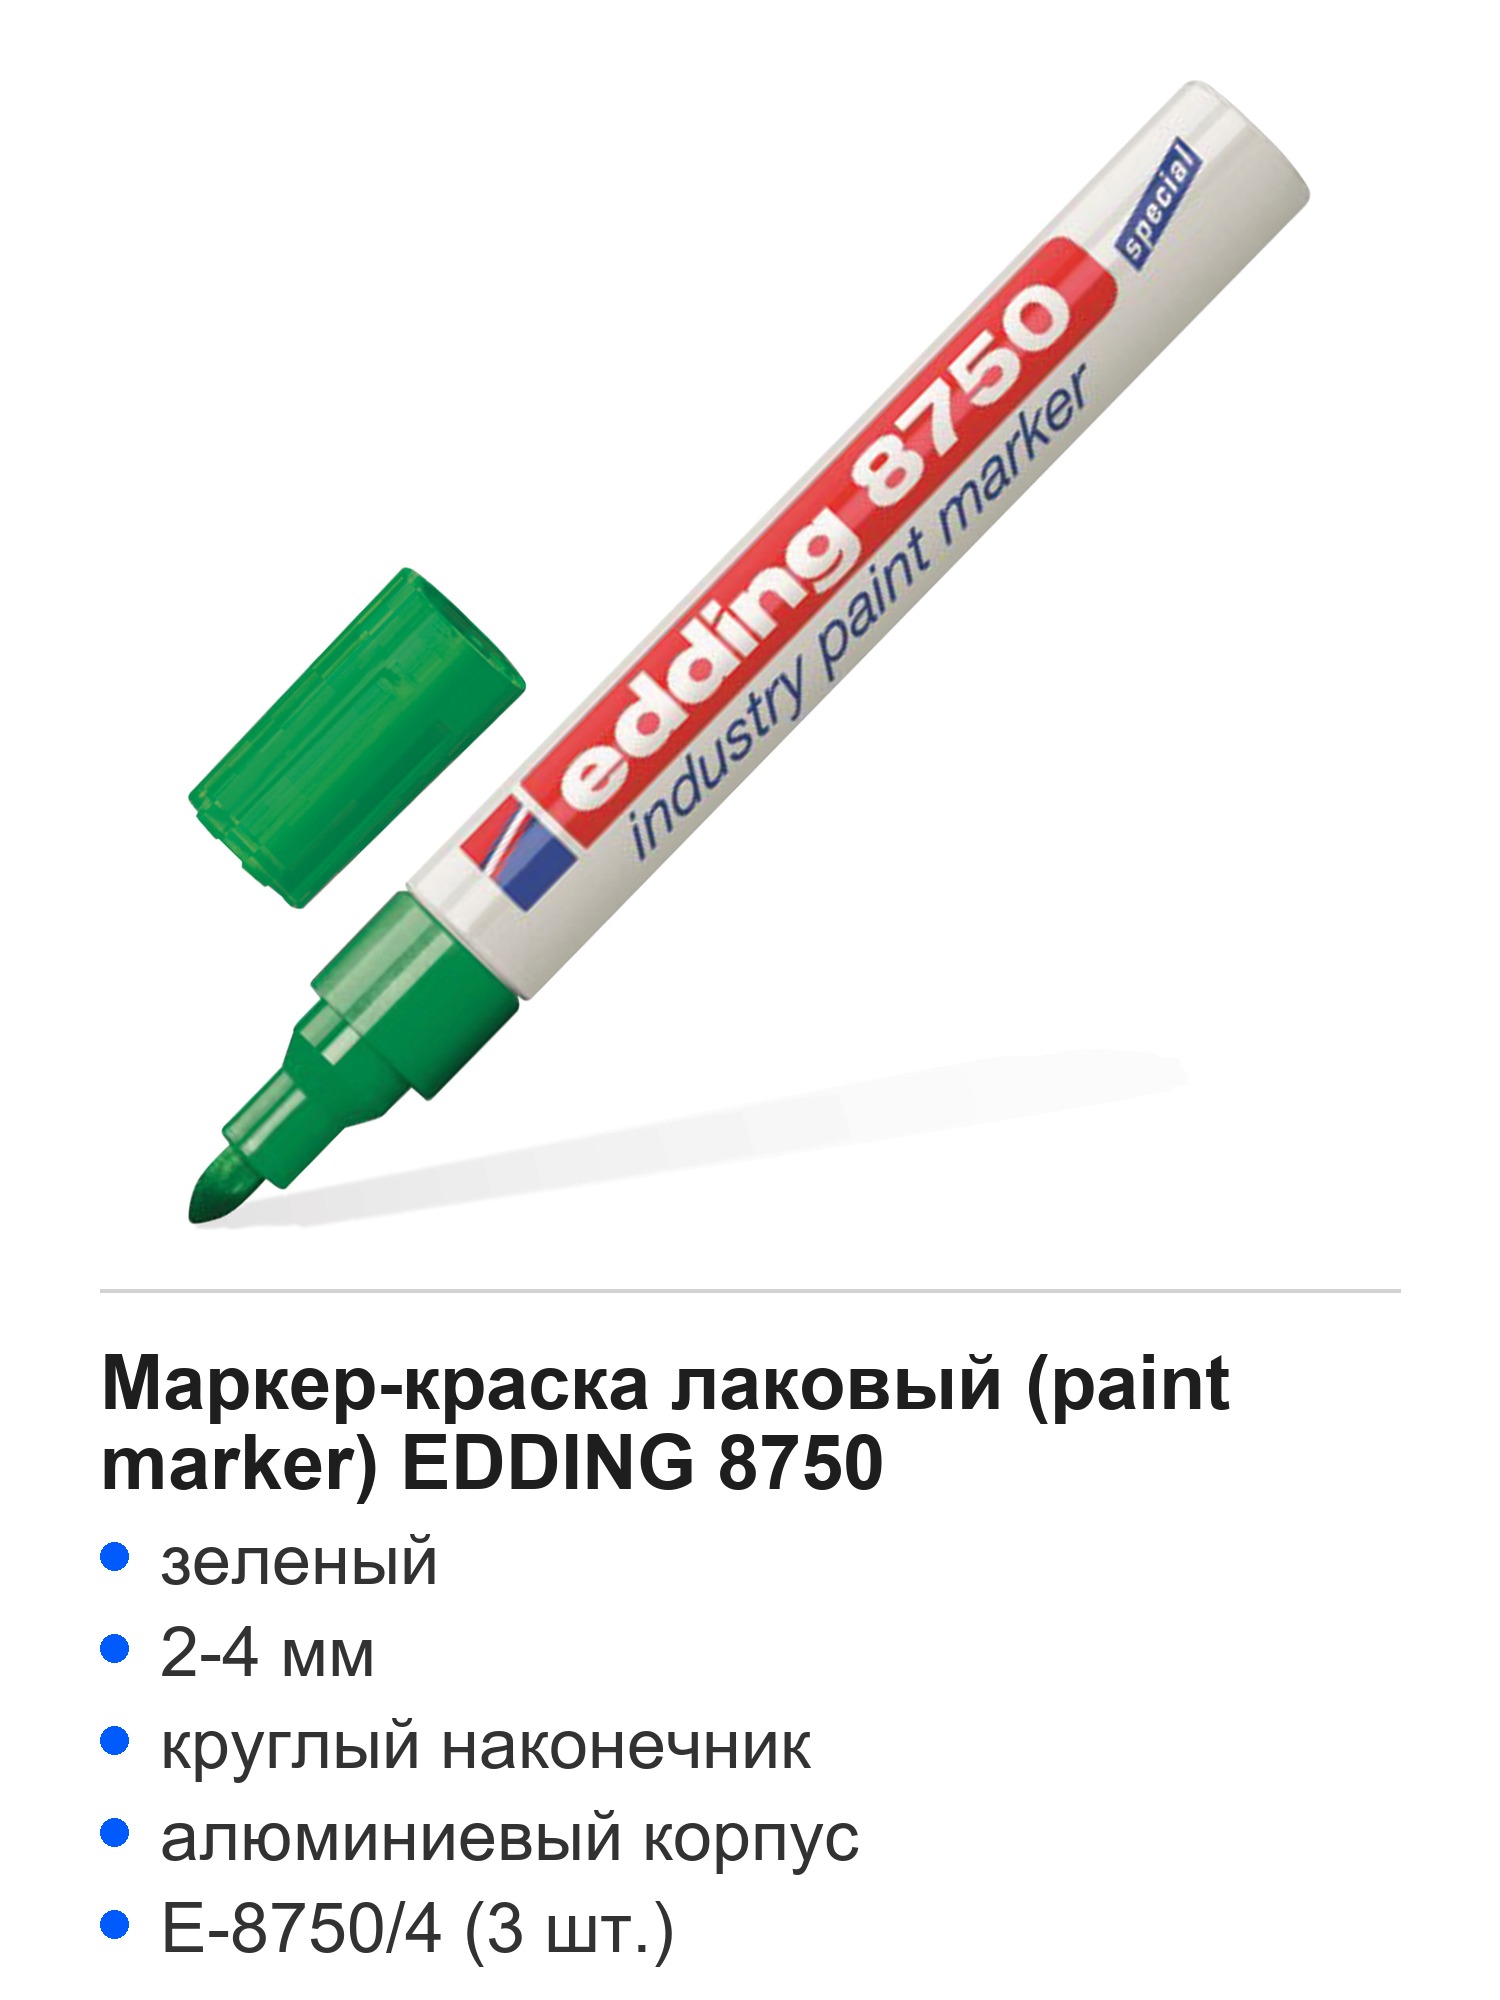 special
edding 8750
industry paint marker
Маркер-краска лаковый (paint
marker) EDDING 8750
зеленый
2-4 мм
круглый наконечник
алюминиевый корпус
E-8750/4 (3 шт.)